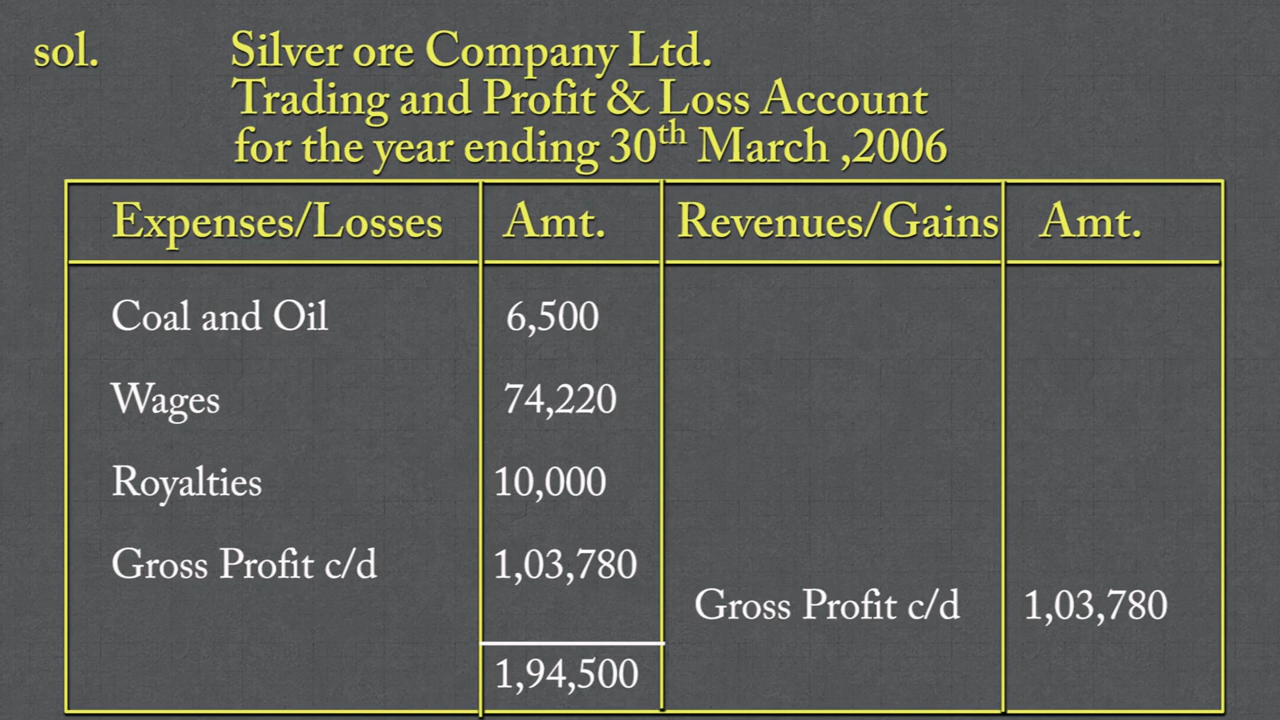 sol. Silver ore Company Ltd.
Trading and Profit & Loss Account
for the year ending 30th March ,2006
Expenses/Losses Amt. Revenues/Gains Amt.
Coal and Oil 6,500
Wages 74,220
Royalties 10,000
Gross Profit c/d 1,03,780
Gross Profit c/d 1,03,780
1,94,500